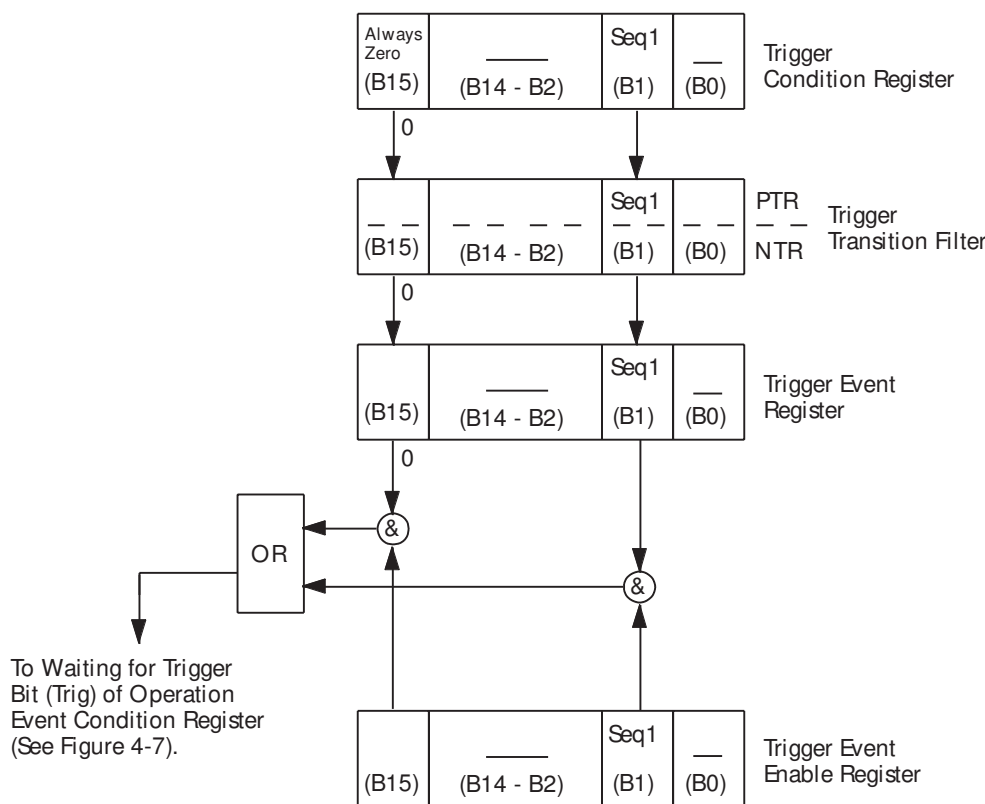 Always
Zero
(B15)
(B14 - B2)
Seq1
(B1)
(B0)
Trigger
Condition Register
0
(B15)
(B14 - B2)
Seq1
(B1)
(B0)
PTR
NTR
Trigger
Transition Filter
0
(B15)
(B14 - B2)
Seq1
(B1)
(B0)
Trigger Event
Register
0
&
OR
&
To Waiting for Trigger
Bit (Trig) of Operation
Event Condition Register
(See Figure 4-7).
(B15)
(B14 - B2)
Seq1
(B1)
(B0)
Trigger Event
Enable Register